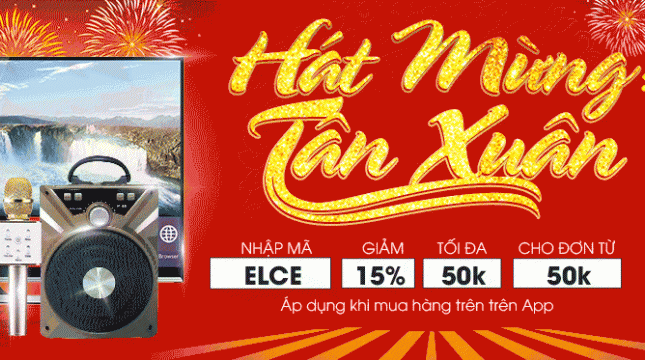 Hát Mừng
Tân Xuân
NHẬP MÃ GIẢM TỐI ĐA CHO ĐƠN TỪ
ELCE 15% 50k 50k
Áp dụng khi mua hàng trên trên App
Browser